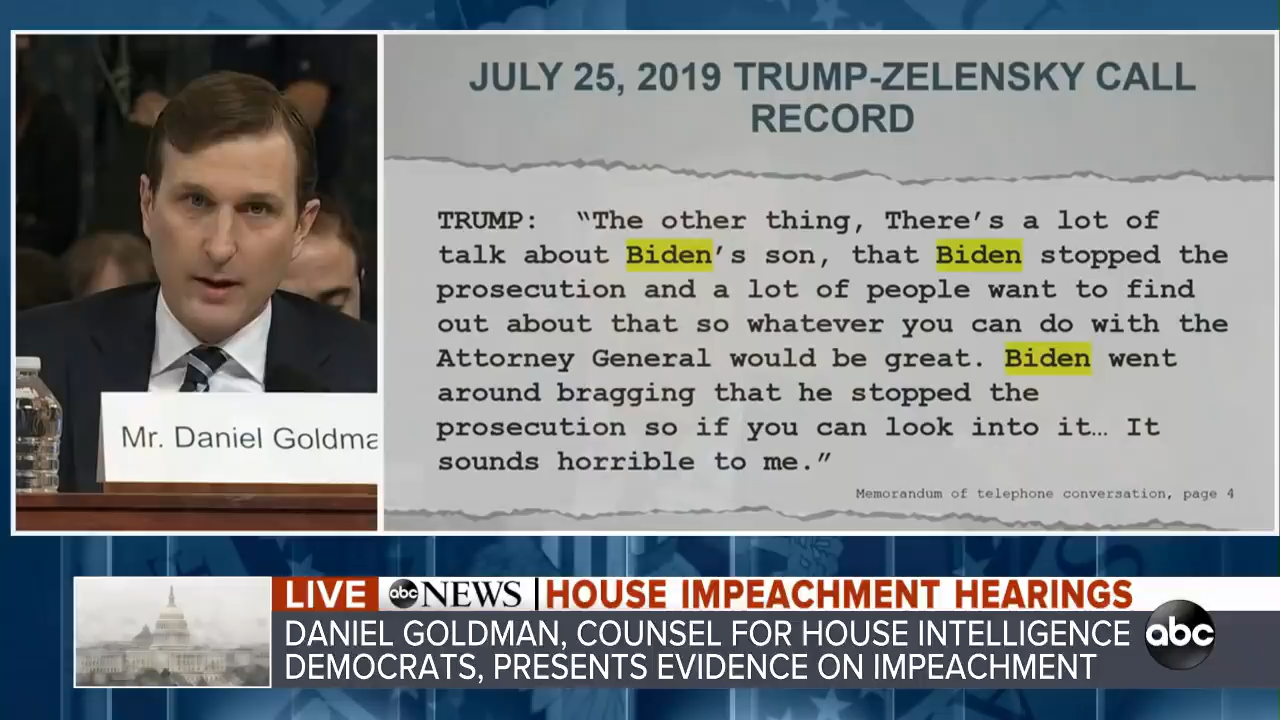 JULY 25, 2019 TRUMP-ZELENSKY CALL
RECORD
TRUMP: “The other thing, There’s a lot of
talk about Biden’s son, that Biden stopped the
prosecution and a lot of people want to find
out about that so whatever you can do with the
Attorney General would be great. Biden went
around bragging that he stopped the
prosecution so if you can look into it… It
sounds horrible to me.”
Memorandum of telephone conversation, page 4
Mr. Daniel Goldma
LIVE abc NEWS HOUSE IMPEACHMENT HEARINGS
DANIEL GOLDMAN, COUNSEL FOR HOUSE INTELLIGENCE
DEMOCRATS, PRESENTS EVIDENCE ON IMPEACHMENT
abc